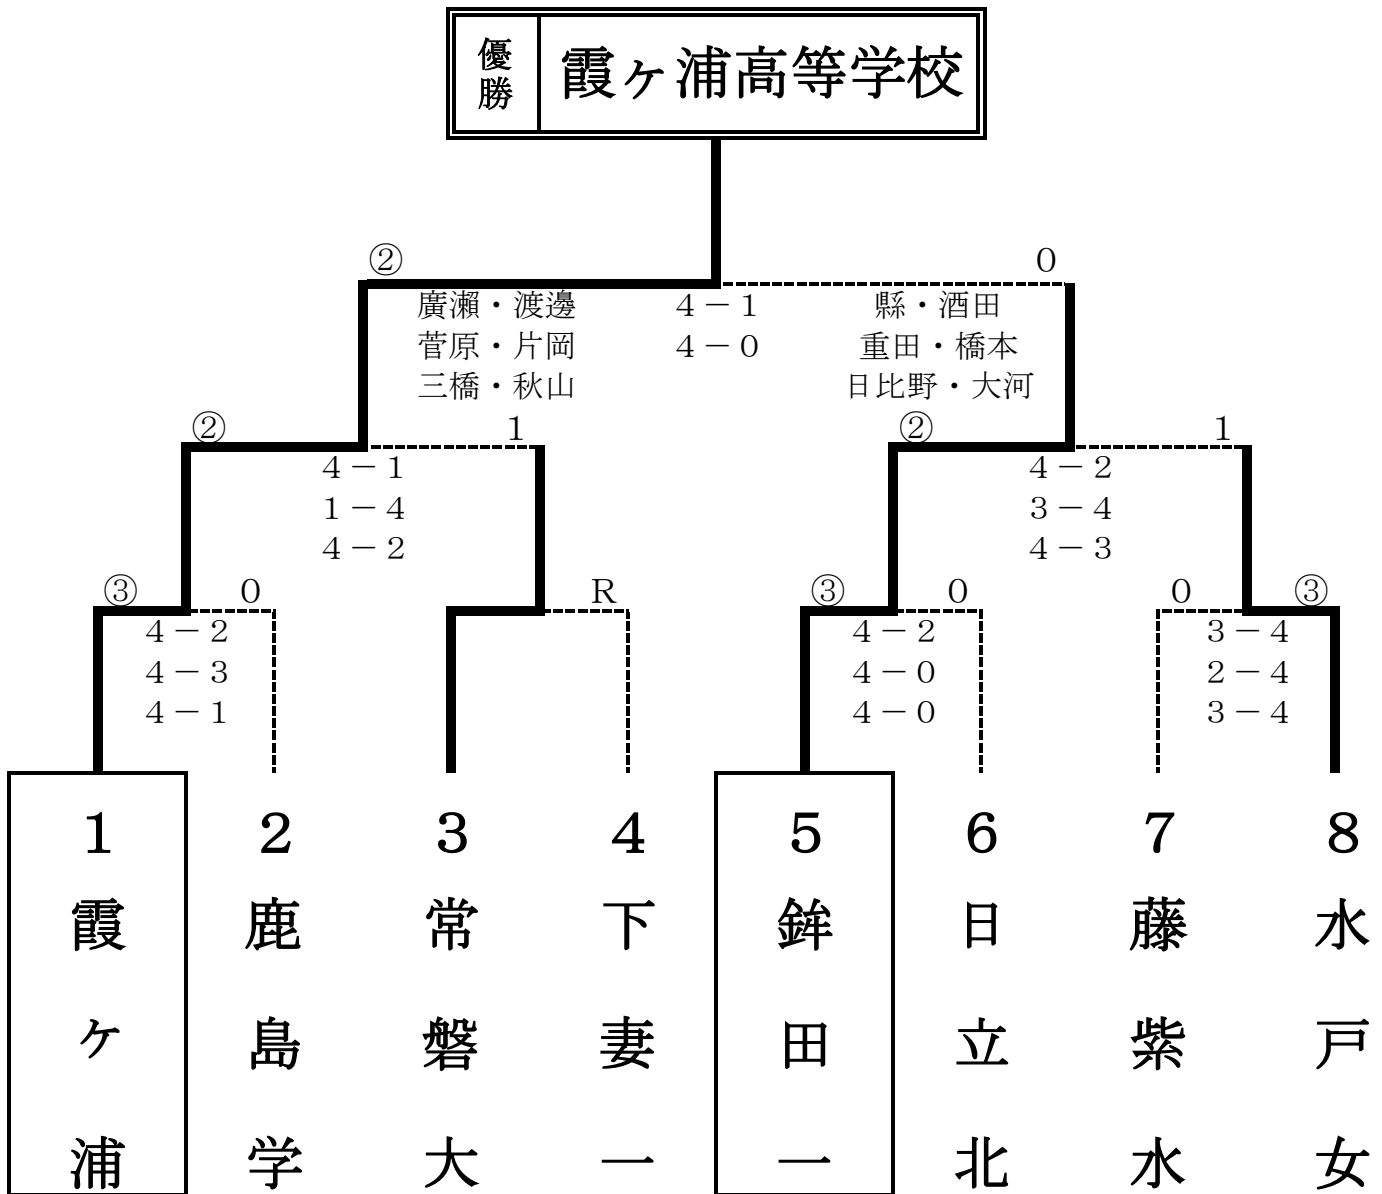 優勝
霞ヶ浦高等学校
② 0
廣瀬・渡邊 4－1 縣・酒田
菅原・片岡 4－0 重田・橋本
三橋・秋山 日比野・大河
② 1 ② 1
4－1 4－2
1－4 3－4
4－2 4－3
③ 0 R ③ 0 0 ③
4－2 4－2 3－4
4－3 4－0 2－4
4－1 4－0 3－4
1 2 3 4 5 6 7 8
霞ヶ浦
鹿島学
常磐大
下妻一
鉾田一
日立北
藤紫水
水戸女